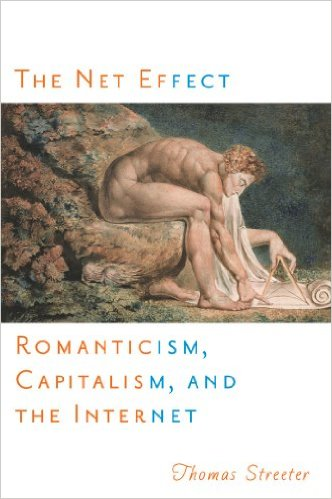 The Net Effect
Romanticism,
Capitalism, and
the Internet
Thomas Streeter